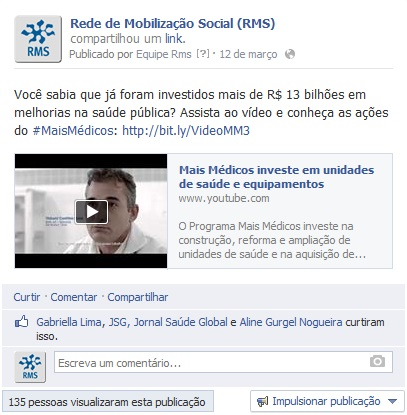 RMS
Rede de Mobilização Social (RMS)
compartilhou um link.
Publicado por Equipe Rms [?] · 12 de março
Você sabia que já foram investidos mais de R$ 13 bilhões em
melhorias na saúde pública? Assista ao vídeo e conheça as ações
do #MaisMédicos: http://bit.ly/VideoMM3
Mais Médicos investe em unidades
de saúde e equipamentos
www.youtube.com
O Programa Mais Médicos investe na
construção, reforma e ampliação de
unidades de saúde e na aquisição de...
Curtir · Comentar · Compartilhar
Gabriella Lima, JSG, Jornal Saúde Global e Aline Gurgel Nogueira curtiram
isso.
RMS
Escreva um comentário...
135 pessoas visualizaram esta publicação
Impulsionar publicação